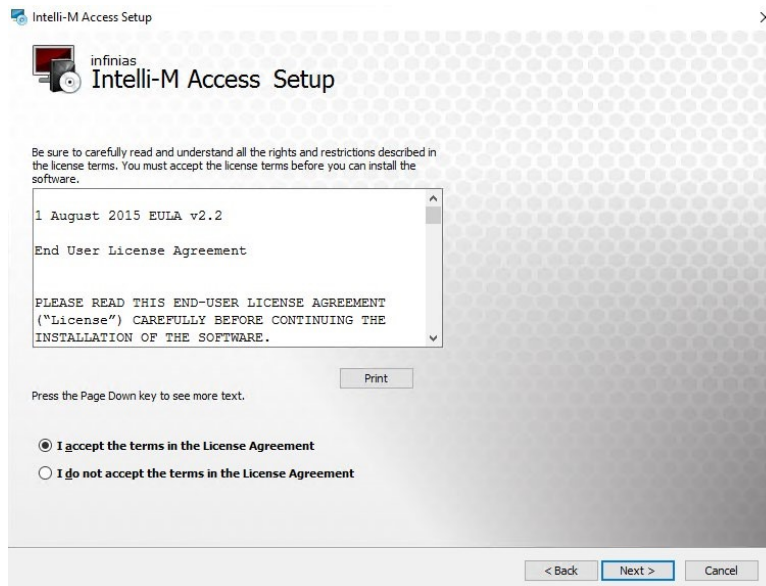 Intelli-M Access Setup
infinias
Intelli-M Access Setup
Be sure to carefully read and understand all the rights and restrictions described in
the license terms. You must accept the license terms before you can install the
software.
1 August 2015 EULA v2.2
End User License Agreement
PLEASE READ THIS END-USER LICENSE AGREEMENT
(“License”) CAREFULLY BEFORE CONTINUING THE
INSTALLATION OF THE SOFTWARE.
Print
Press the Page Down key to see more text.
I accept the terms in the License Agreement
I do not accept the terms in the License Agreement
< Back Next > Cancel